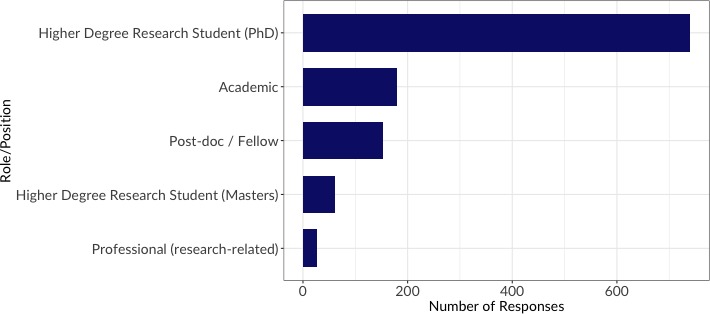 Role/Position
Higher Degree Research Student (PhD)
Academic
Post-doc / Fellow
Higher Degree Research Student (Masters)
Professional (research-related)
0 200 400 600
Number of Responses